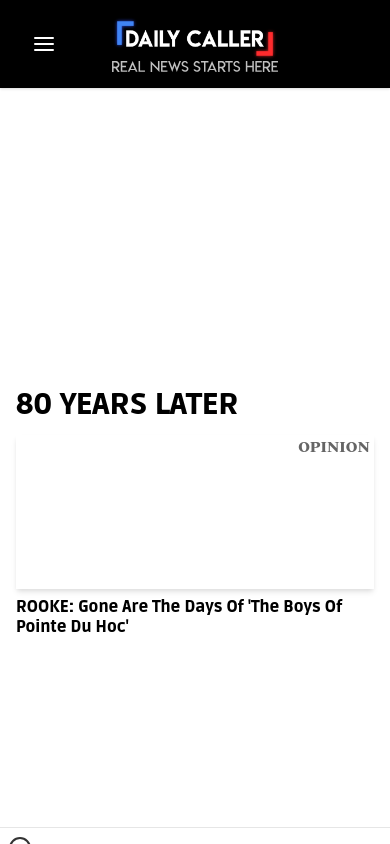 DAILY CALLER
REAL NEWS STARTS HERE
80 YEARS LATER
OPINION
ROOKE: Gone Are The Days Of 'The Boys Of
Pointe Du Hoc'